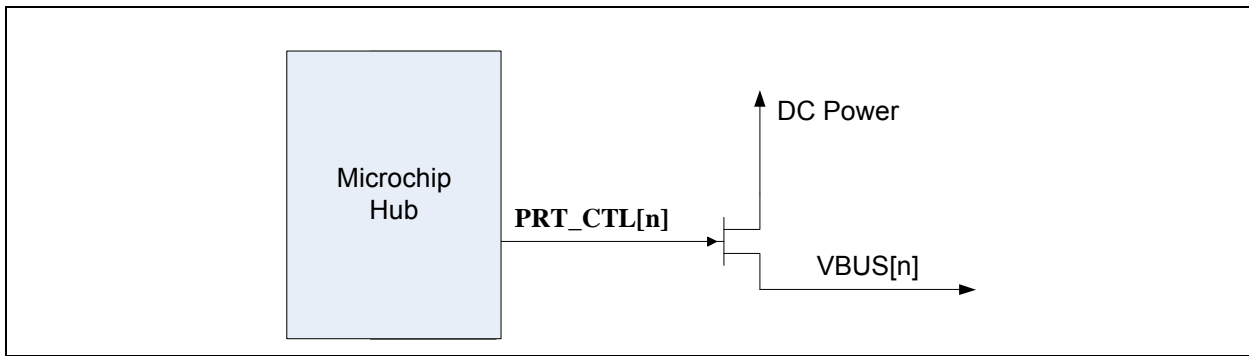 DC Power
Microchip
Hub
PRT_CTL[n]
VBUS[n]